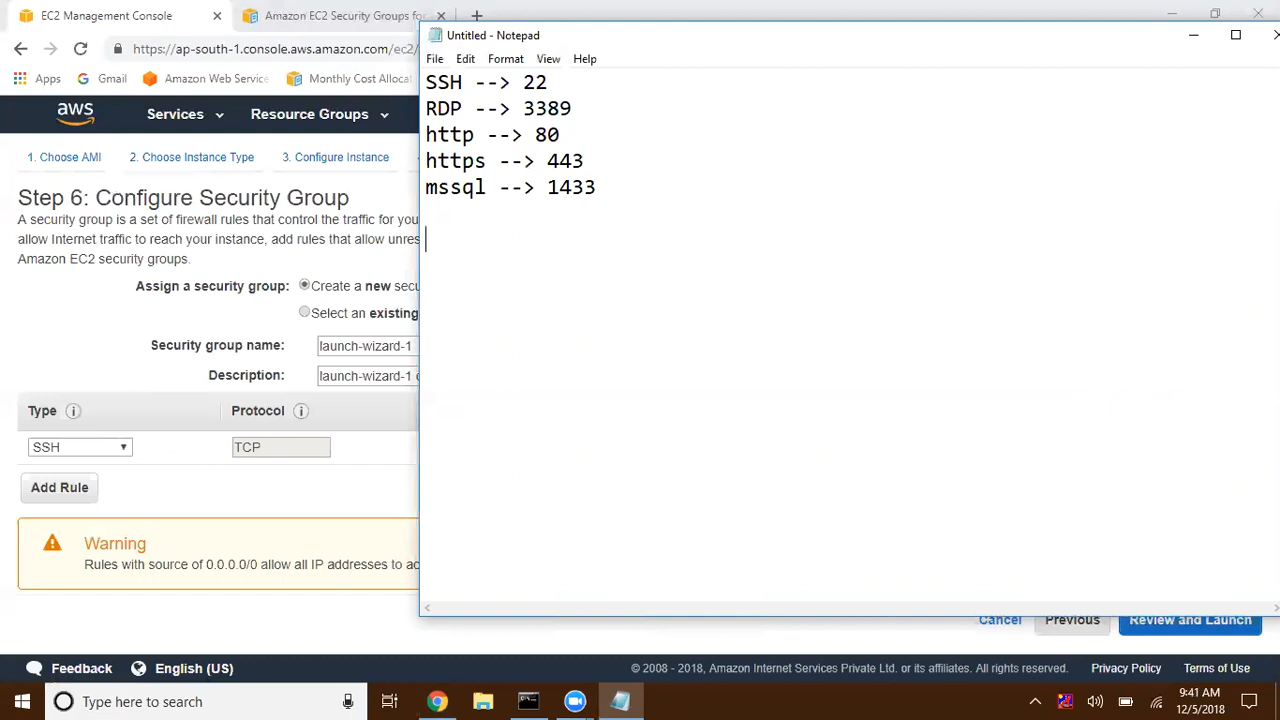 EC2 Management Console
Amazon EC2 Security Groups for
https://ap-south-1.console.aws.amazon.com/ec2/
Apps
Gmail
Amazon Web Service
Monthly Cost Allocat
aws
Services
Resource Groups
1. Choose AMI
2. Choose Instance Type
3. Configure Instance
Step 6: Configure Security Group
A security group is a set of firewall rules that control the traffic for you
allow Internet traffic to reach your instance, add rules that allow unres
Amazon EC2 security groups.
Assign a security group:
Create a new secu
Select an existing
Security group name:
launch-wizard-1
Description:
launch-wizard-1 c
Type
Protocol
SSH
TCP
Add Rule
Warning
Rules with source of 0.0.0.0/0 allow all IP addresses to ac
Untitled - Notepad
File Edit Format View Help
SSH --> 22
RDP --> 3389
http --> 80
https --> 443
mssql --> 1433
Cancel
Previous
Review and Launch
Feedback
English (US)
© 2008 - 2018, Amazon Internet Services Private Ltd. or its affiliates. All rights reserved.
Privacy Policy
Terms of Use
Type here to search
9:41 AM
12/5/2018